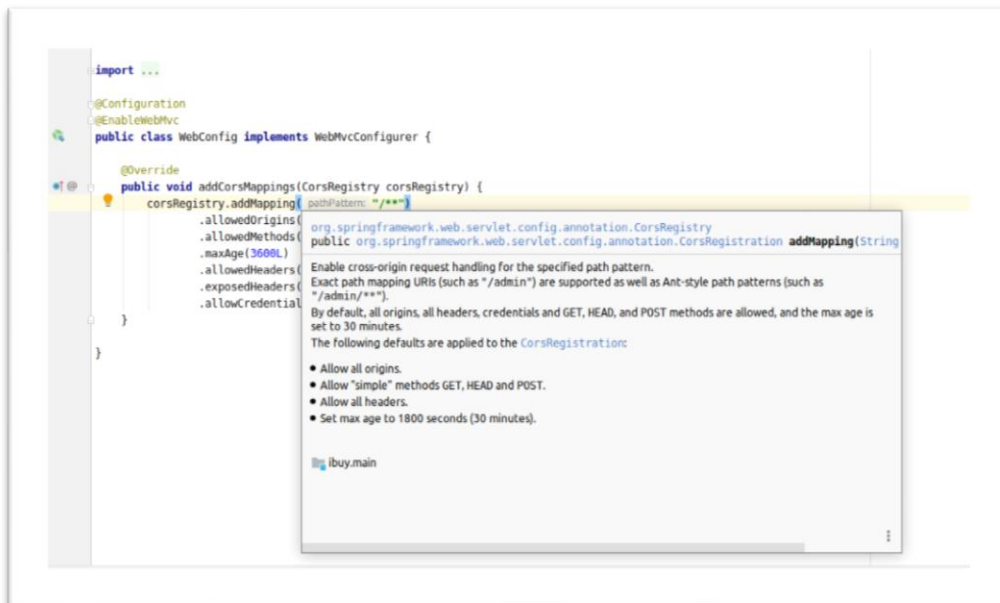 import ...
@Configuration
@EnableWebMvc
public class WebConfig implements WebMvcConfigurer {
@Override
public void addCorsMappings(CorsRegistry corsRegistry) {
corsRegistry.addMapping( pathPattern: "/**")
.allowedOrigins(
.allowedMethods(
.maxAge(3600L)
.allowedHeaders(
.exposedHeaders(
.allowCredential
}
}
org.springframework.web.servlet.config.annotation.CorsRegistry
public org.springframework.web.servlet.config.annotation.CorsRegistration addMapping(String
Enable cross-origin request handling for the specified path pattern.
Exact path mapping URIs (such as "/admin") are supported as well as Ant-style path patterns (such as
"/admin/**").
By default, all origins, all headers, credentials and GET, HEAD, and POST methods are allowed, and the max age is
set to 30 minutes.
The following defaults are applied to the CorsRegistration:
• Allow all origins.
• Allow "simple" methods GET, HEAD and POST.
• Allow all headers.
• Set max age to 1800 seconds (30 minutes).
ibuy.main